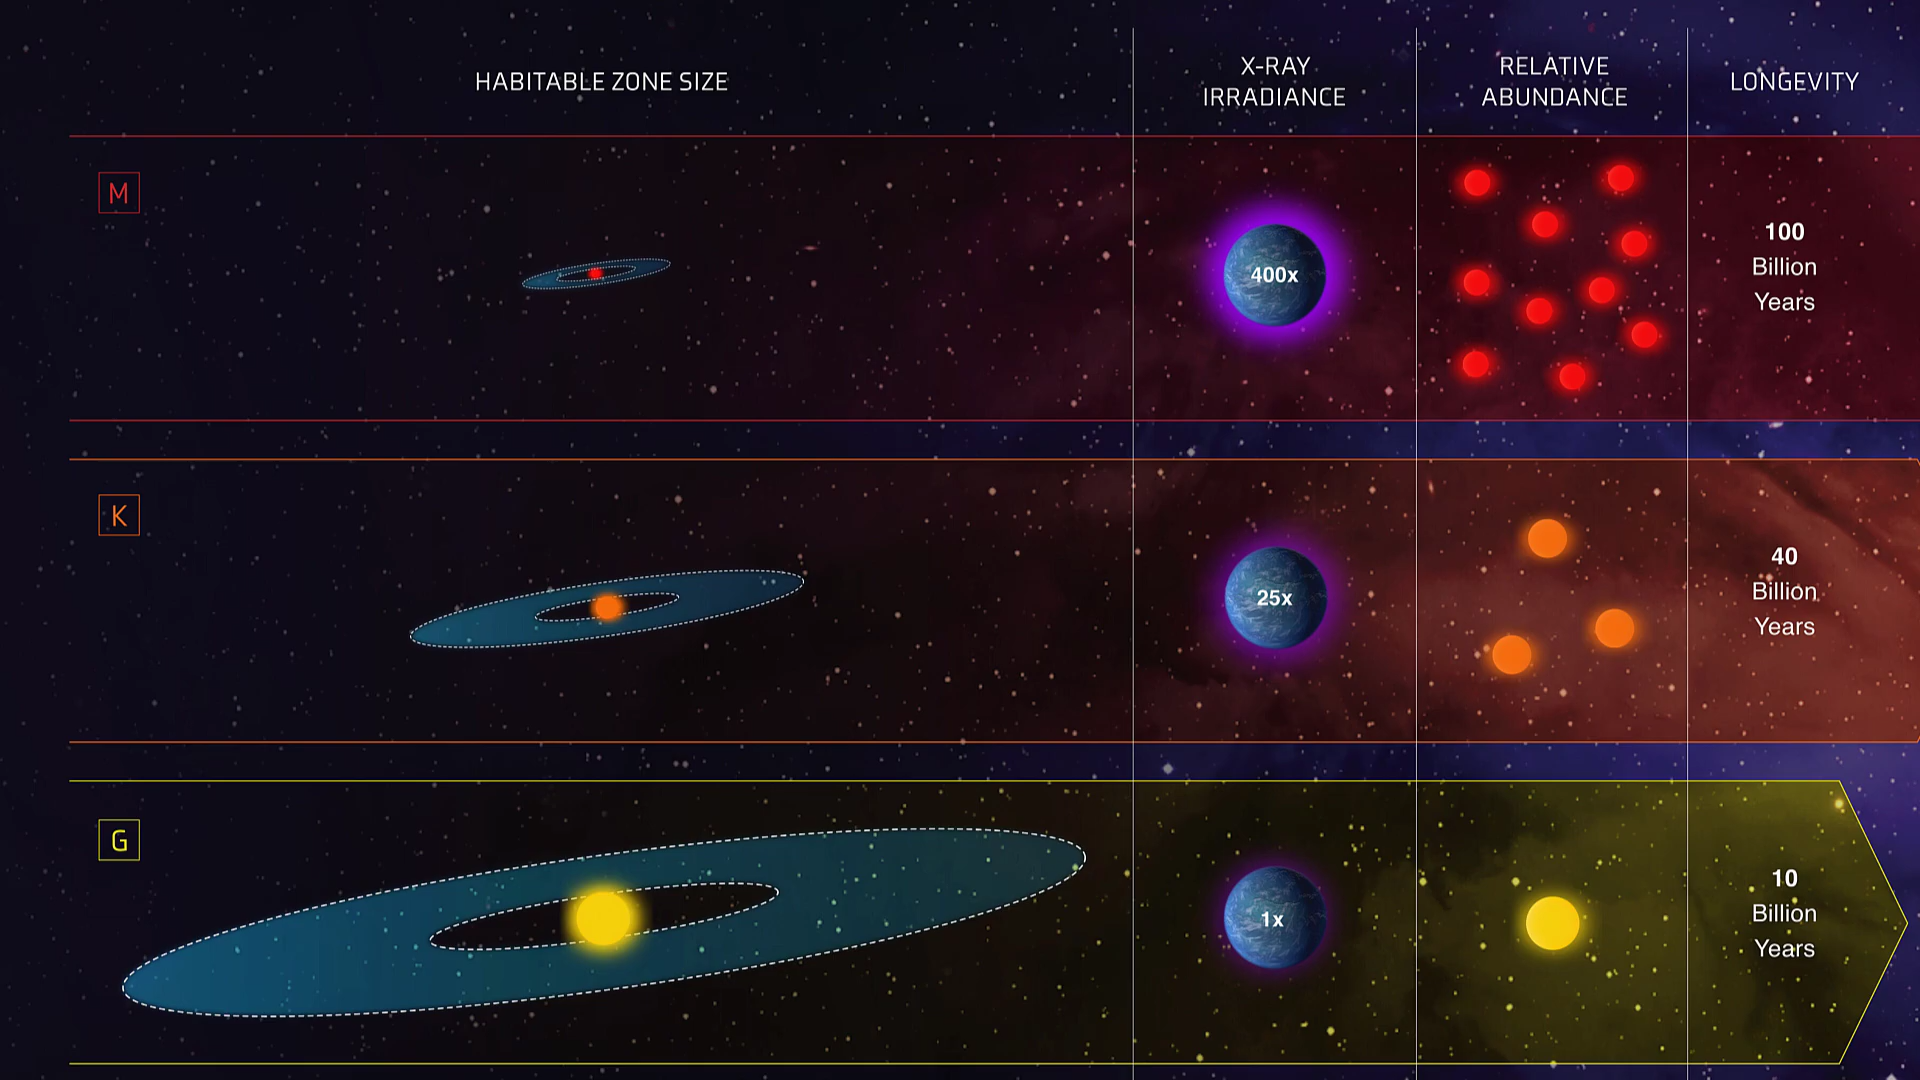 HABITABLE ZONE SIZE
X-RAY
IRRADIANCE
RELATIVE
ABUNDANCE
LONGEVITY
M
400x
100
Billion
Years
K
25x
40
Billion
Years
G
1x
10
Billion
Years